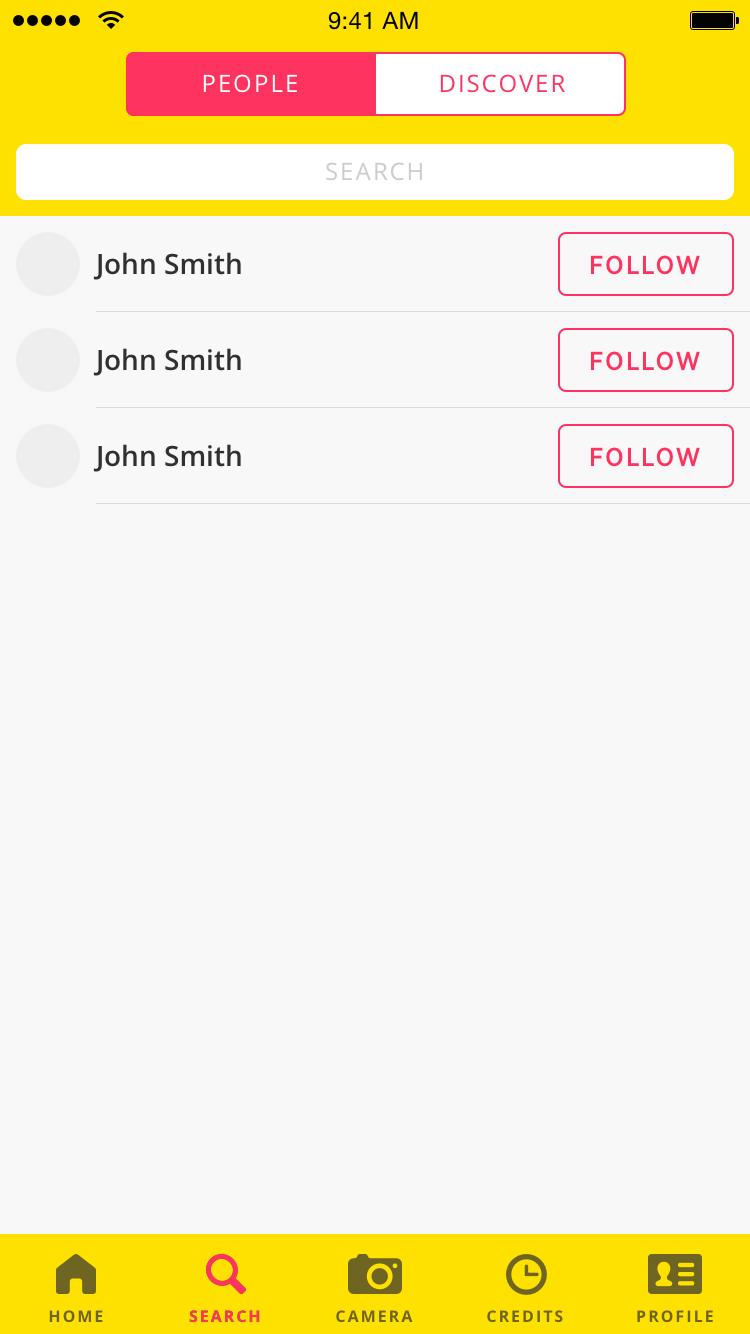 9:41 AM
PEOPLE DISCOVER
SEARCH
John Smith FOLLOW
John Smith FOLLOW
John Smith FOLLOW
HOME SEARCH CAMERA CREDITS PROFILE